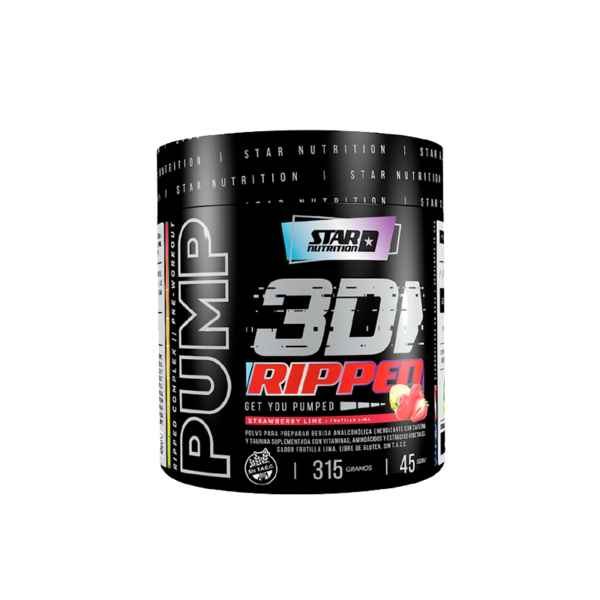 NUTRITION | STAR NUTRITION | STAR
STAR NUTRITION | STAR NUTRITION
STAR
NUTRITION
PUMP
RIPPED COMPLEX || PRE-WORKOUT
3D!
RIPPED
GET YOU PUMPED
STRAWBERRY LIME | FRUTILLA LIMA
POLVO PARA PREPARAR BEBIDA ANALCOHÓLICA ENERGIZANTE CON CAFEÍNA
Y TAURINA SUPLEMENTADA CON VITAMINAS, AMINOÁCIDOS Y EXTRACTOS VEGETALES,
SABOR FRUTILLA LIMA. LIBRE DE GLUTEN, SIN T.A.C.C.
Sin T.A.C.C.
315 GRAMOS
45 SERV